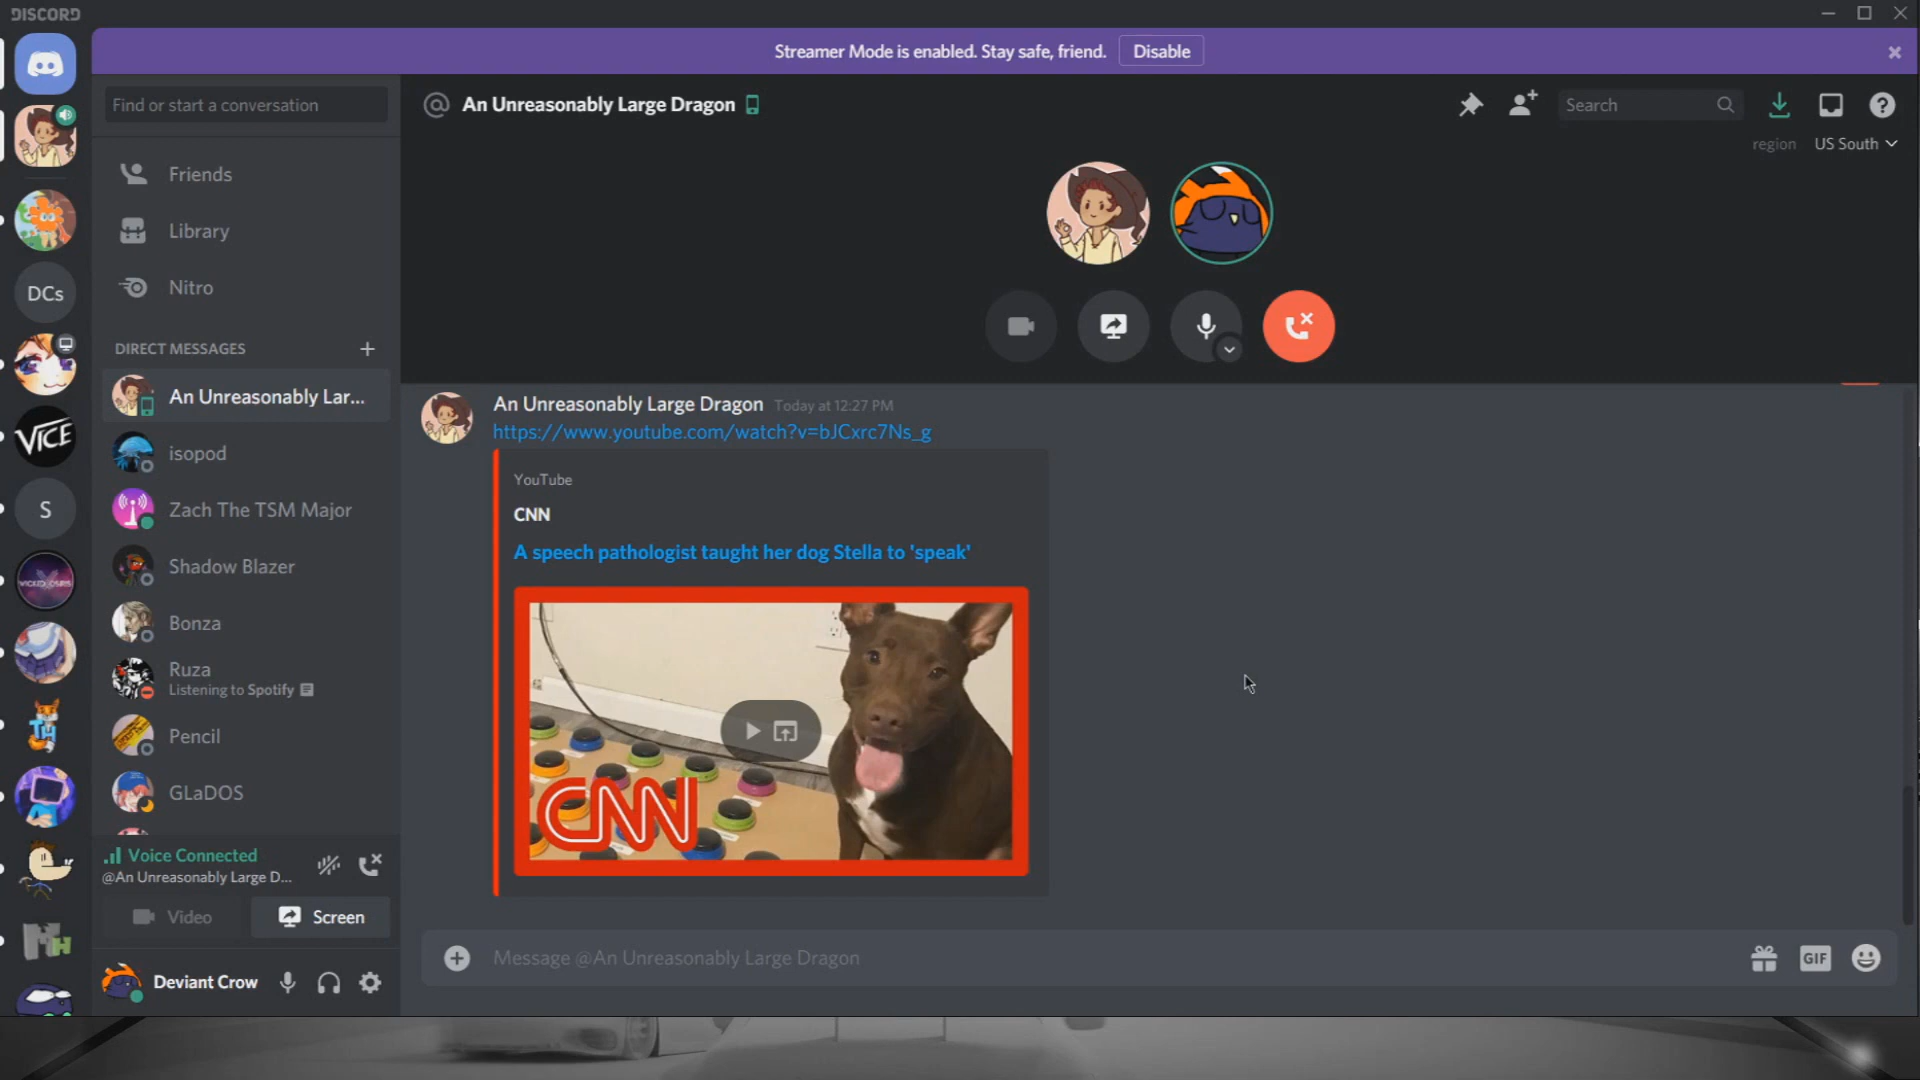 DISCORD
Streamer Mode is enabled. Stay safe, friend.
Disable
Find or start a conversation
An Unreasonably Large Dragon
Search
region
US South
Friends
Library
Nitro
DIRECT MESSAGES
An Unreasonably Lar...
isopod
Zach The TSM Major
Shadow Blazer
Bonza
Ruza
Listening to Spotify
Pencil
GLaDOS
Voice Connected
@An Unreasonably Large D...
Video
Screen
Deviant Crow
DCs
VICE
S
TH
MH
An Unreasonably Large Dragon Today at 12:27 PM
https://www.youtube.com/watch?v=bJCxrc7Ns_g
YouTube
CNN
A speech pathologist taught her dog Stella to 'speak'
CNN
Message @An Unreasonably Large Dragon
GIF